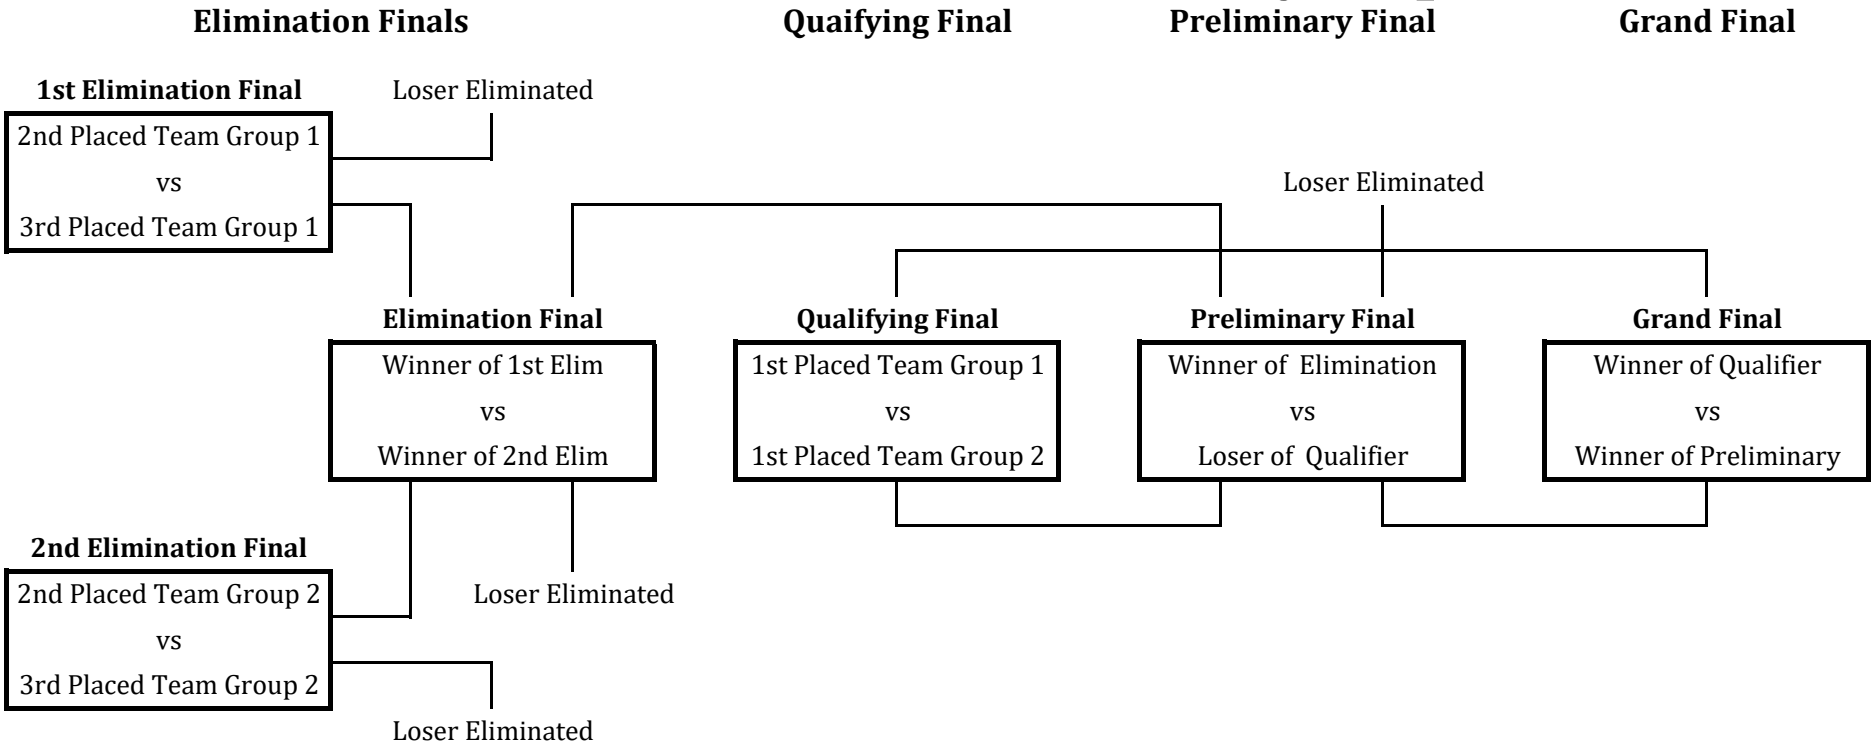 Elimination Finals
Quaifying Final
Preliminary Final
Grand Final
1st Elimination Final
Loser Eliminated
2nd Placed Team Group 1
vs
3rd Placed Team Group 1
Loser Eliminated
Elimination Final
Winner of 1st Elim
vs
Winner of 2nd Elim
Qualifying Final
1st Placed Team Group 1
vs
1st Placed Team Group 2
Preliminary Final
Winner of Elimination
vs
Loser of Qualifier
Grand Final
Winner of Qualifier
vs
Winner of Preliminary
2nd Elimination Final
2nd Placed Team Group 2
vs
3rd Placed Team Group 2
Loser Eliminated
Loser Eliminated